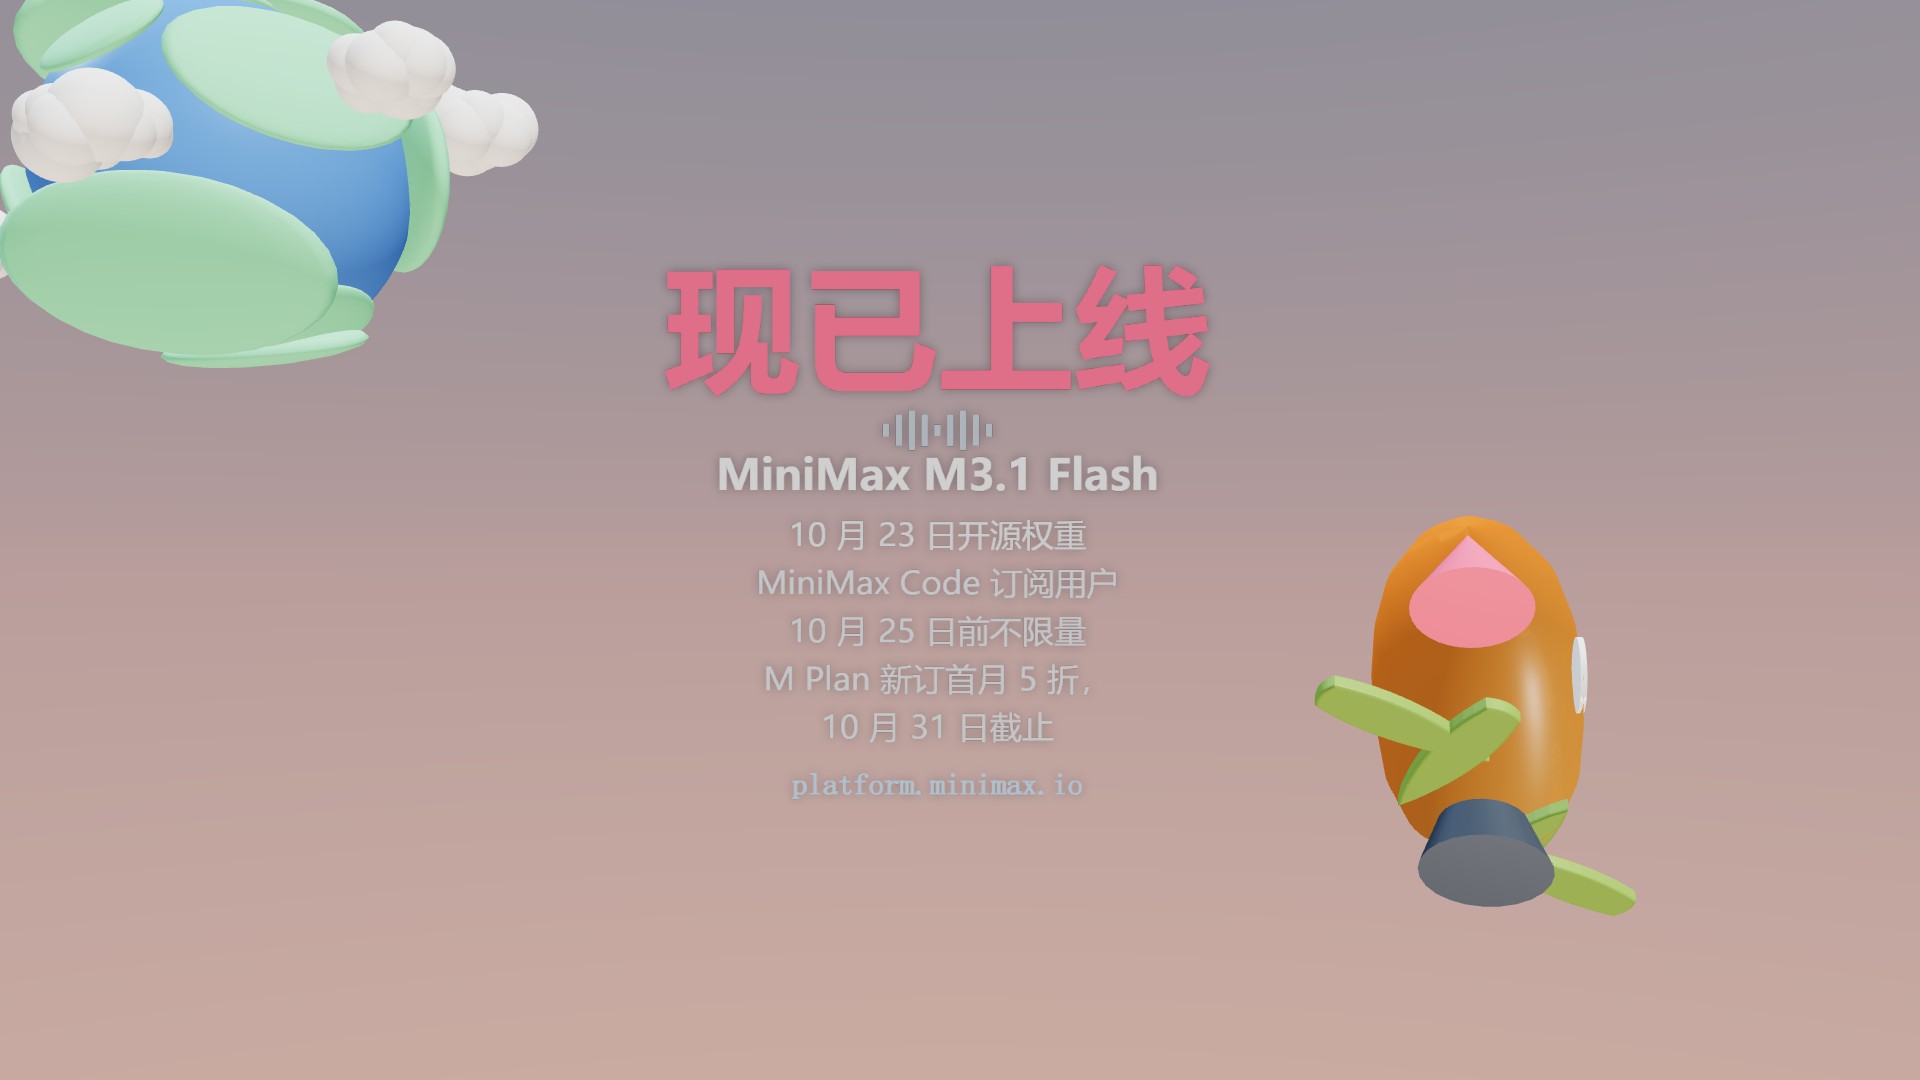 现已上线
MiniMax M3.1 Flash
10 月 23 日开源权重
MiniMax Code 订阅用户
10 月 25 日前不限量
M Plan 新订首月 5 折，
10 月 31 日截止
platform.minimax.io